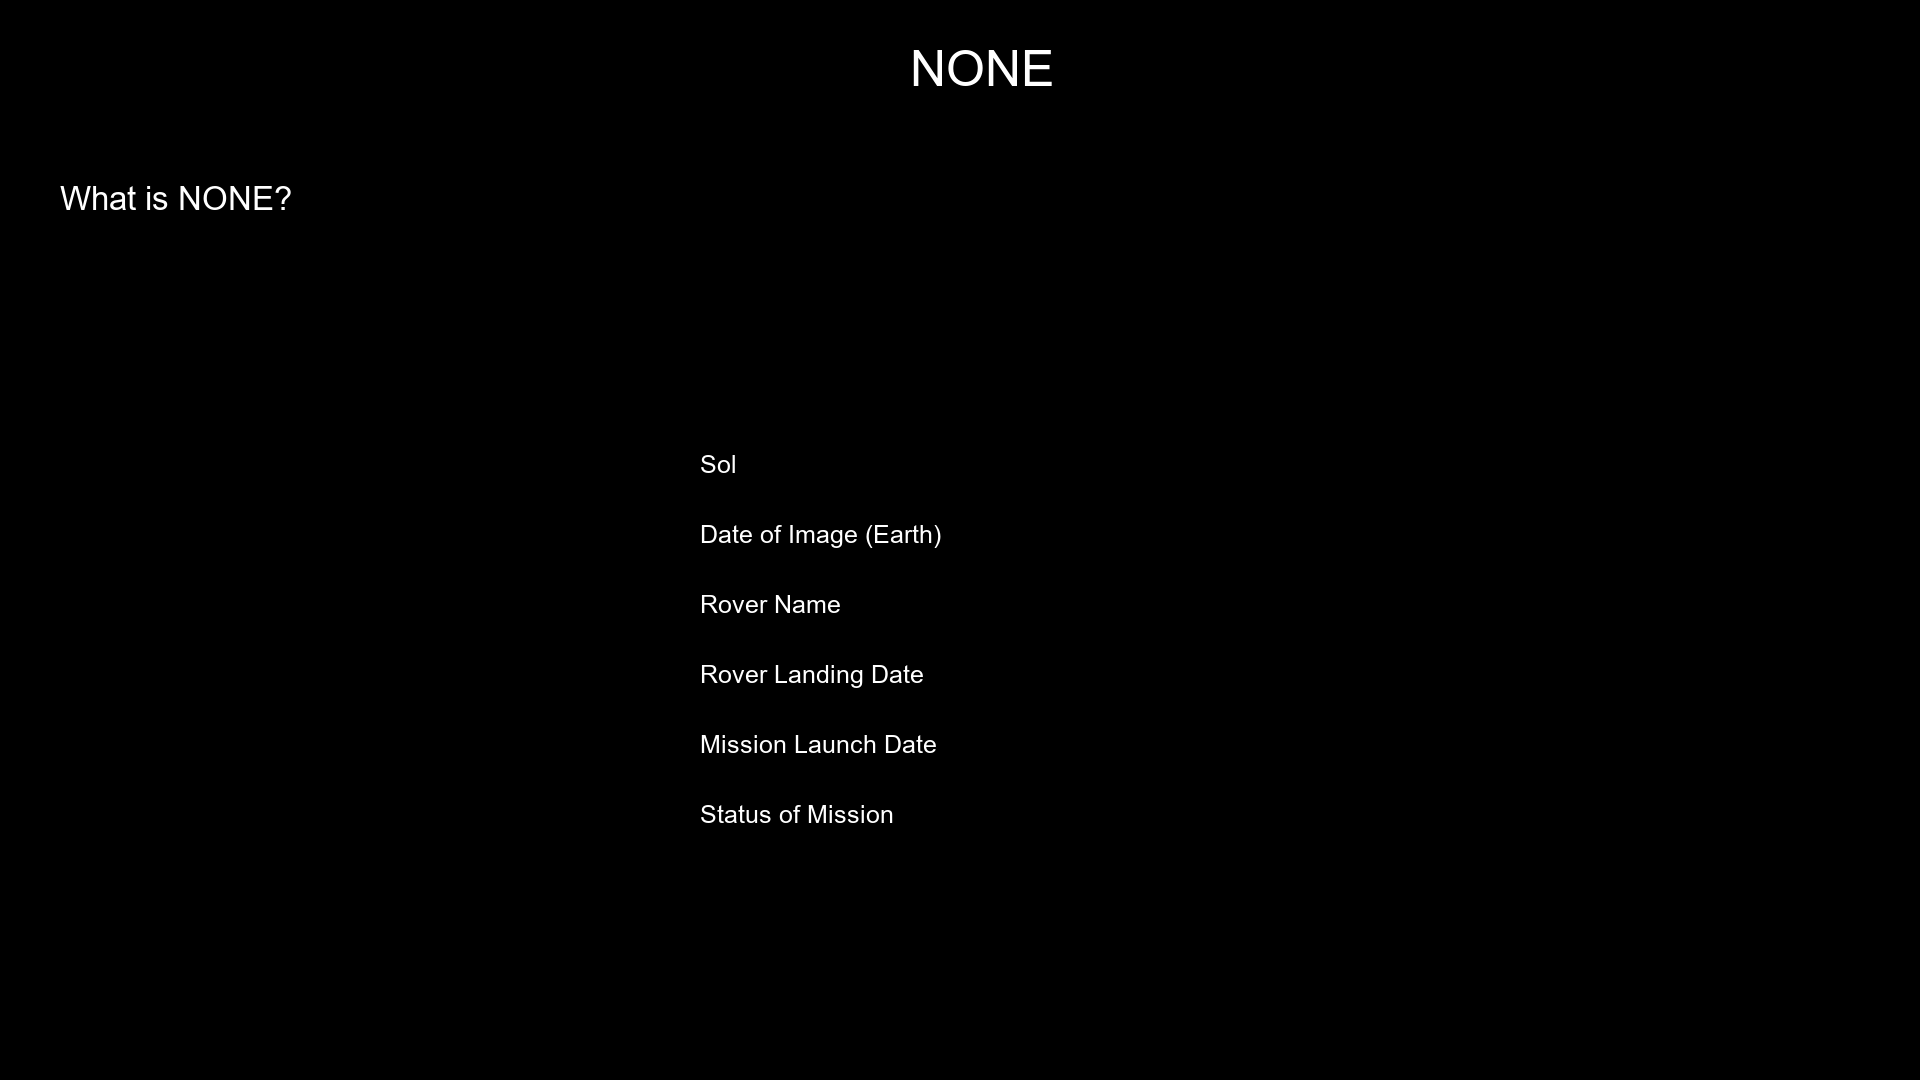 NONE
What is NONE?
Sol
Date of Image (Earth)
Rover Name
Rover Landing Date
Mission Launch Date
Status of Mission